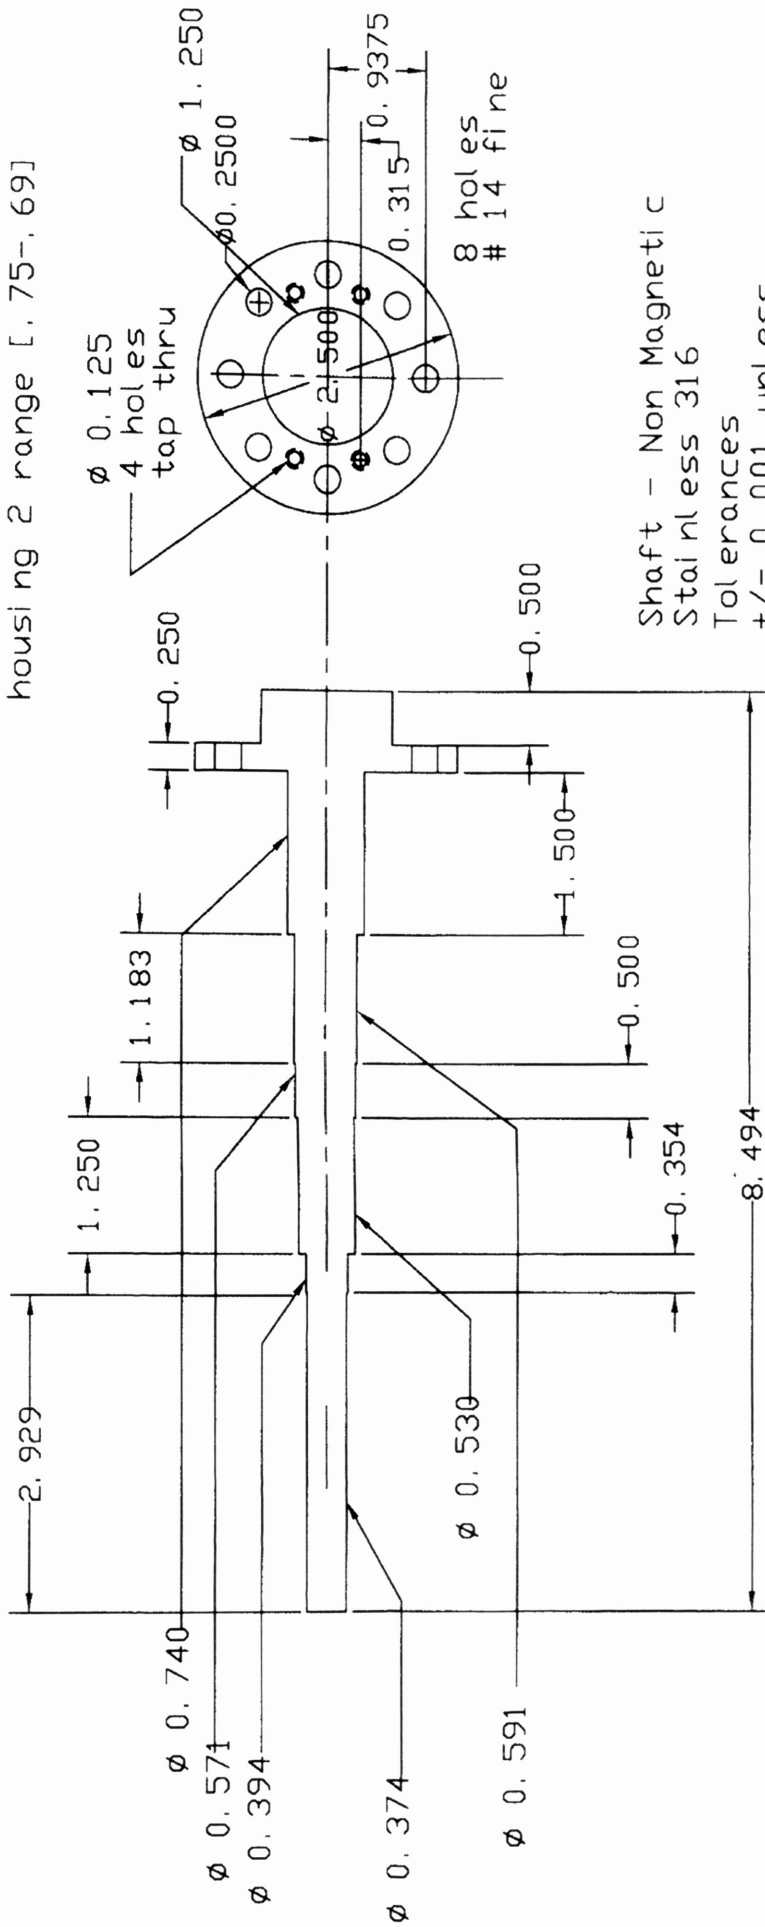 housing 2 range [.75-.69]
ø 1.250
ø0.2500
ø 0.125
4 holes
tap thru
ø 2.500
0.9375
0.315
8 holes
# 14 fine
0.250
0.500
1.183
1.500
1.250
0.500
2.929
0.354
8.494
ø 0.740
ø 0.571
ø 0.394
ø 0.374
ø 0.530
ø 0.591
Shaft - Non Magnetic
Stainless 316
Tolerances
+/- 0.001 unless